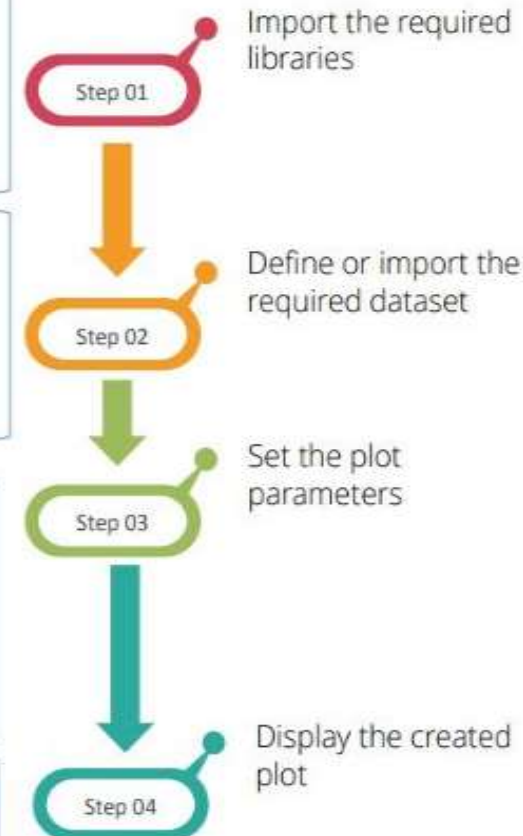 Import the required
libraries
Step 01
Define or import the
required dataset
Step 02
Set the plot
parameters
Step 03
Display the created
plot
Step 04